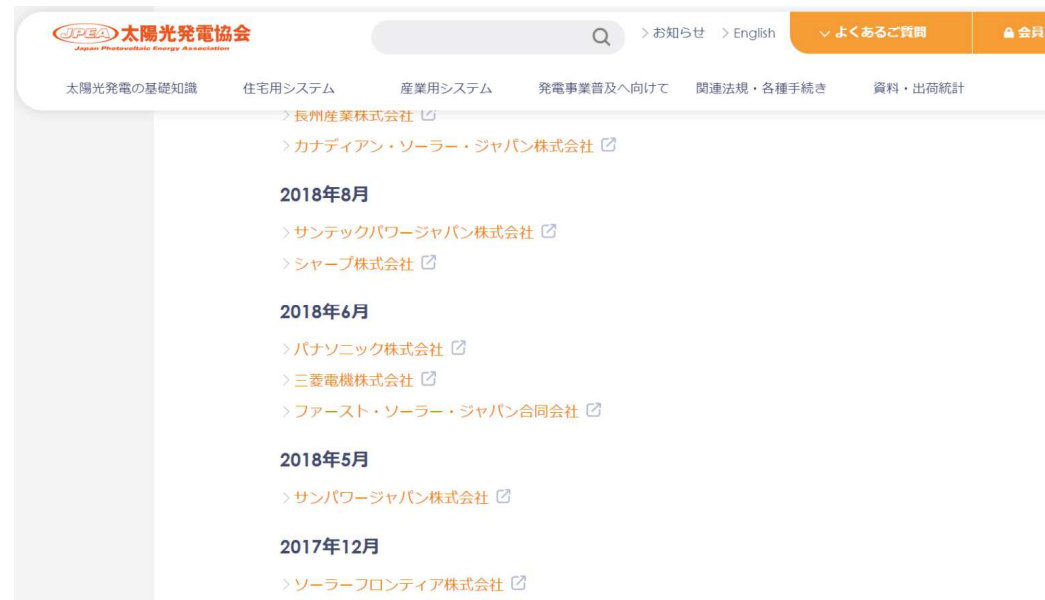 JPEA 太陽光発電協会
Japan Photovoltaic Energy Association
お知らせ
English
よくあるご質問
会員
太陽光発電の基礎知識
住宅用システム
産業用システム
発電事業普及へ向けて
関連法規・各種手続き
資料・出荷統計
長州産業株式会社
カナディアン・ソーラー・ジャパン株式会社
2018年8月
サンテックパワージャパン株式会社
シャープ株式会社
2018年6月
パナソニック株式会社
三菱電機株式会社
ファースト・ソーラー・ジャパン合同会社
2018年5月
サンパワージャパン株式会社
2017年12月
ソーラーフロンティア株式会社